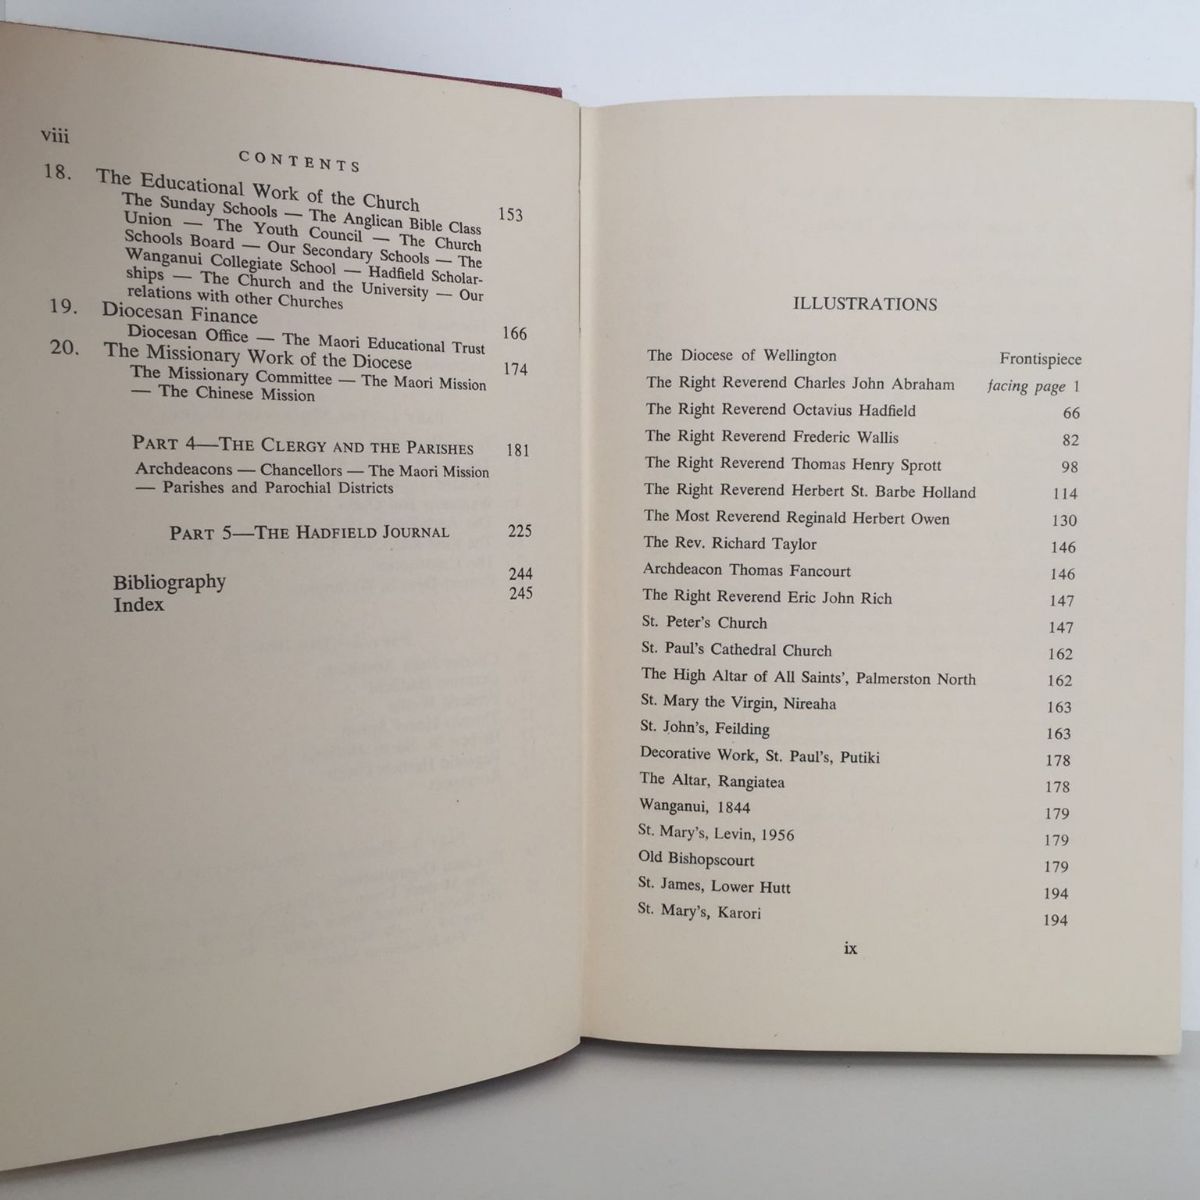 viii
CONTENTS
18. The Educational Work of the Church 153
The Sunday Schools — The Anglican Bible Class
Union — The Youth Council — The Church
Schools Board — Our Secondary Schools — The
Wanganui Collegiate School — Hadfield Scholar-
ships — The Church and the University — Our
relations with other Churches
19. Diocesan Finance 166
Diocesan Office — The Maori Educational Trust
20. The Missionary Work of the Diocese 174
The Missionary Committee — The Maori Mission
— The Chinese Mission
PART 4—THE CLERGY AND THE PARISHES 181
Archdeacons — Chancellors — The Maori Mission
— Parishes and Parochial Districts
PART 5—THE HADFIELD JOURNAL 225
Bibliography 244
Index 245
ILLUSTRATIONS
The Diocese of Wellington Frontispiece
The Right Reverend Charles John Abraham facing page 1
The Right Reverend Octavius Hadfield 66
The Right Reverend Frederic Wallis 82
The Right Reverend Thomas Henry Sprott 98
The Right Reverend Herbert St. Barbe Holland 114
The Most Reverend Reginald Herbert Owen 130
The Rev. Richard Taylor 146
Archdeacon Thomas Fancourt 146
The Right Reverend Eric John Rich 147
St. Peter's Church 147
St. Paul's Cathedral Church 162
The High Altar of All Saints', Palmerston North 162
St. Mary the Virgin, Nireaha 163
St. John's, Feilding 163
Decorative Work, St. Paul's, Putiki 178
The Altar, Rangiatea 178
Wanganui, 1844 179
St. Mary's, Levin, 1956 179
Old Bishopscourt 179
St. James, Lower Hutt 194
St. Mary's, Karori 194
ix